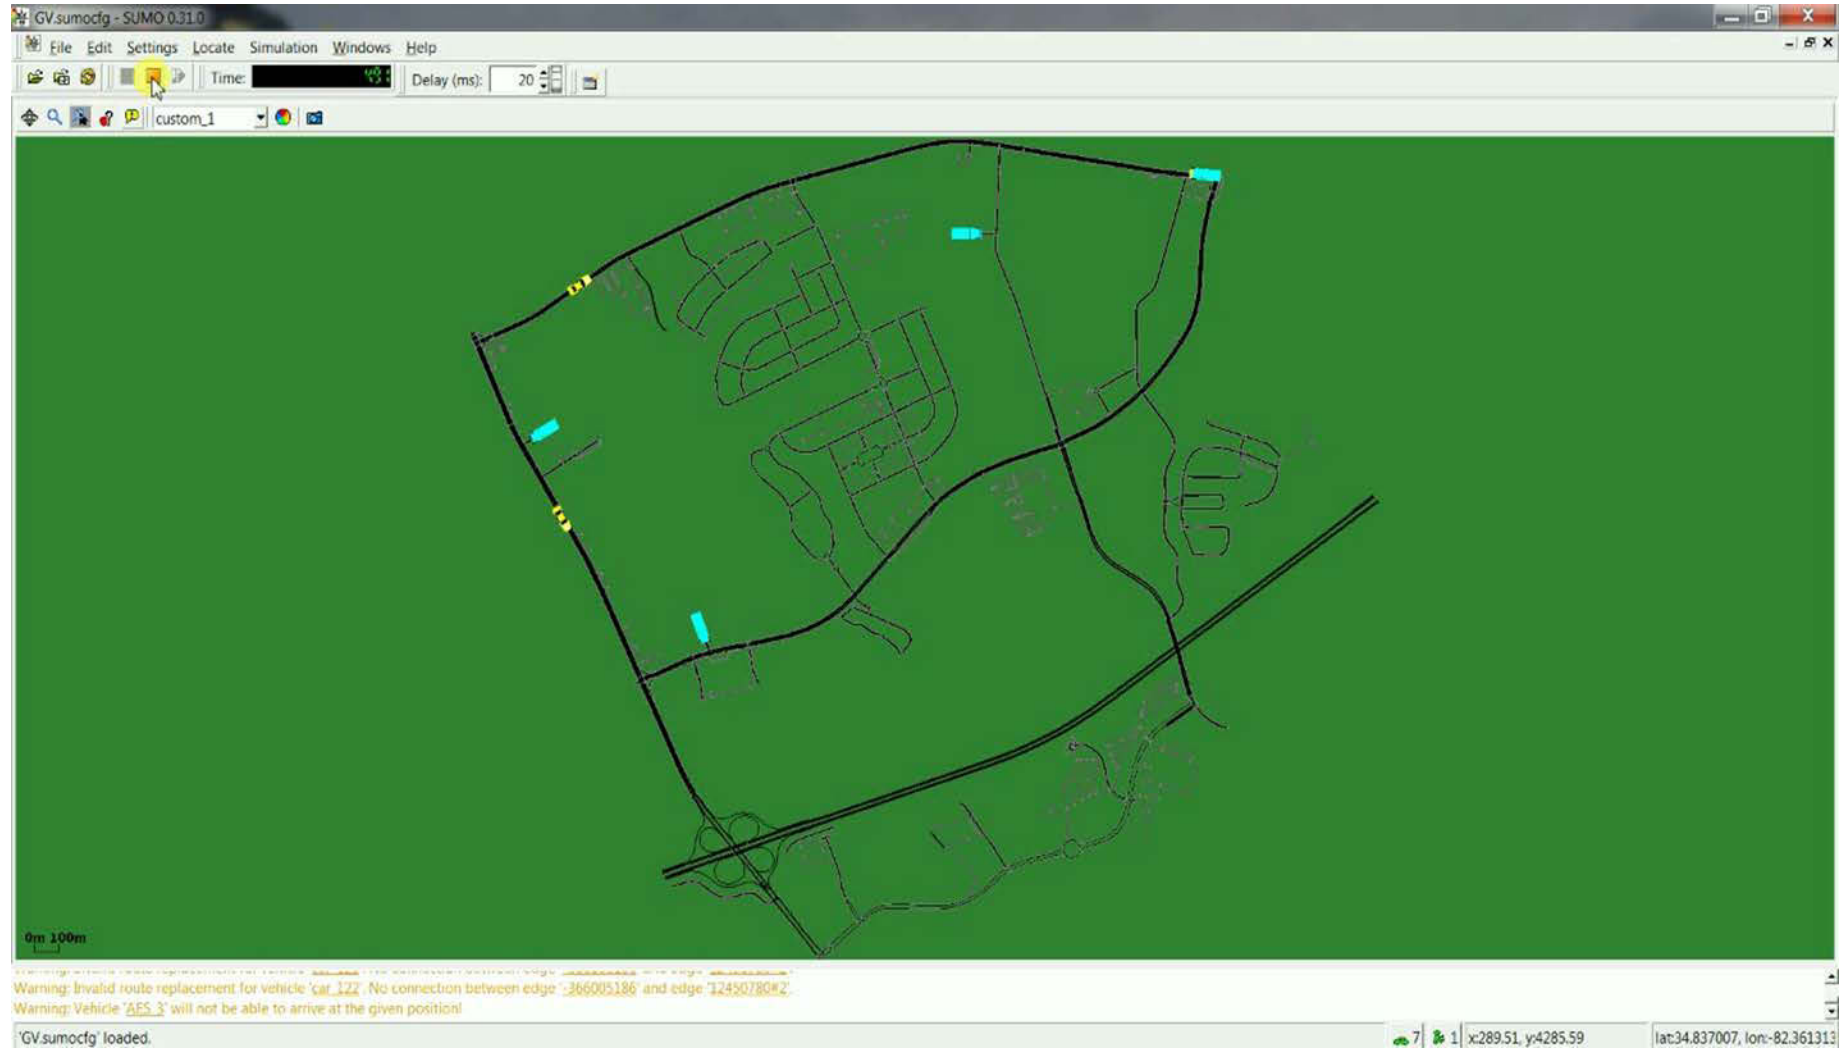 GV.sumocfg - SUMO 0.31.0
File Edit Settings Locate Simulation Windows Help
Time: Delay (ms): 20
custom_1
0m 100m
Warning: Invalid route replacement for vehicle 'car_122'. No connection between edge '-366005186' and edge '12450780#2'.
Warning: Vehicle 'AES_3' will not be able to arrive at the given position!
'GV.sumocfg' loaded. 7 1 x:289.51, y:4285.59 lat:34.837007, lon:-82.361313